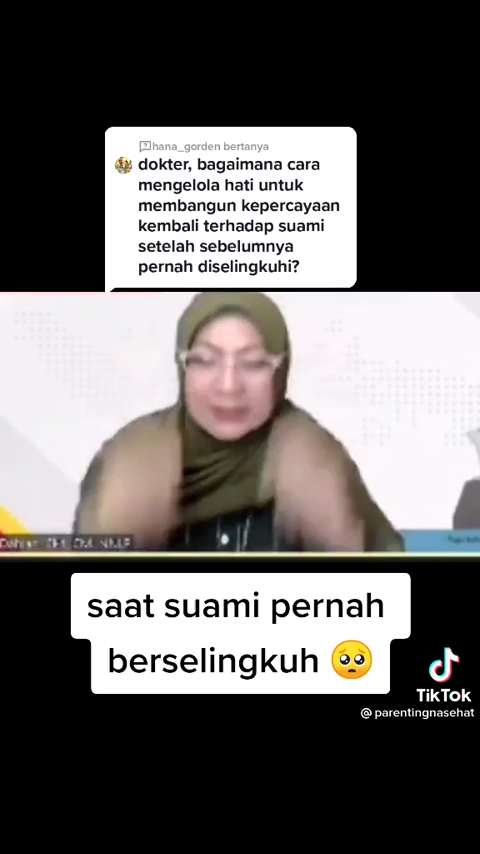 hana_gorden bertanya
dokter, bagaimana cara
mengelola hati untuk
membangun kepercayaan
kembali terhadap suami
setelah sebelumnya
pernah diselingkuhi?
saat suami pernah
berselingkuh 🥺
TikTok
@parentingnasehat